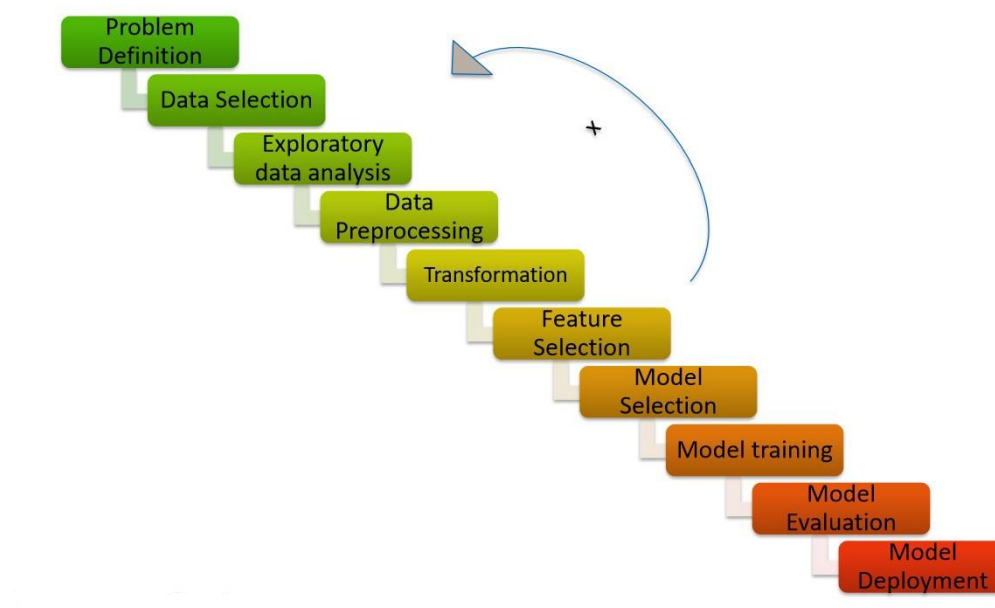 Problem
Definition
Data Selection
Exploratory
data analysis
Data
Preprocessing
Transformation
Feature
Selection
Model
Selection
Model training
Model
Evaluation
Model
Deployment